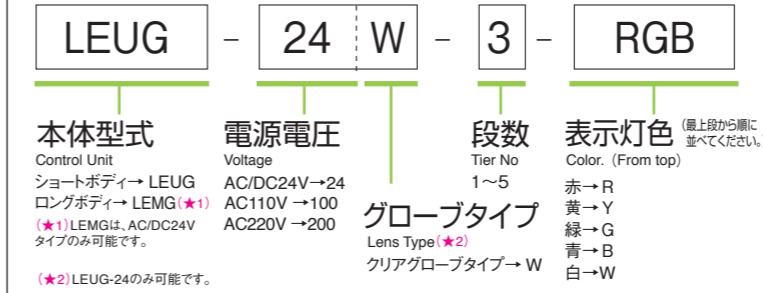 LEUG - 24 W - 3 - RGB
本体型式
Control Unit
ショートボディ→ LEUG
ロングボディ→ LEMG(★1)
(★1)LEMGは、AC/DC24V
タイプのみ可能です。
(★2)LEUG-24のみ可能です。
電源電圧
Voltage
AC/DC24V→24
AC110V →100
AC220V →200
グローブタイプ
Lens Type(★2)
クリアグローブタイプ→ W
段数
Tier No
1〜5
表示灯色(最上段から順に
並べてください。)
Color. (From top)
赤→R
黄→Y
緑→G
青→B
白→W